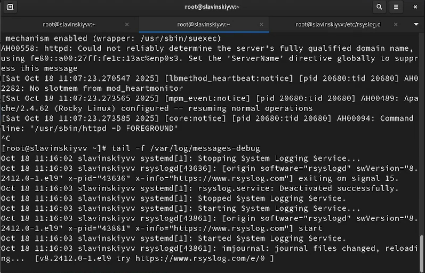 root@slavinskiyvv:~
root@slavinskiyvv:~
root@slavinskiyvv:~
root@slavinskiyvv:/etc/rsyslog.d
mechanism enabled (wrapper: /usr/sbin/suexec)
AH00558: httpd: Could not reliably determine the server's fully qualified domain name,
using fe80::a00:27ff:fe1c:13ac%enp0s3. Set the 'ServerName' directive globally to suppr
ess this message
[Sat Oct 18 11:07:23.270547 2025] [lbmethod_heartbeat:notice] [pid 20680:tid 20680] AH0
2282: No slotmem from mod_heartmonitor
[Sat Oct 18 11:07:23.273565 2025] [mpm_event:notice] [pid 20680:tid 20680] AH00489: Apa
che/2.4.62 (Rocky Linux) configured -- resuming normal operations
[Sat Oct 18 11:07:23.273585 2025] [core:notice] [pid 20680:tid 20680] AH00094: Command
line: '/usr/sbin/httpd -D FOREGROUND'
^C
[root@slavinskiyvv ~]# tail -f /var/log/messages-debug
Oct 18 11:16:02 slavinskiyvv systemd[1]: Stopping System Logging Service...
Oct 18 11:16:03 slavinskiyvv rsyslogd[43636]: [origin software="rsyslogd" swVersion="8.
2412.0-1.el9" x-pid="43636" x-info="https://www.rsyslog.com"] exiting on signal 15.
Oct 18 11:16:03 slavinskiyvv systemd[1]: rsyslog.service: Deactivated successfully.
Oct 18 11:16:03 slavinskiyvv systemd[1]: Stopped System Logging Service.
Oct 18 11:16:03 slavinskiyvv systemd[1]: Starting System Logging Service...
Oct 18 11:16:03 slavinskiyvv rsyslogd[43861]: [origin software="rsyslogd" swVersion="8.
2412.0-1.el9" x-pid="43861" x-info="https://www.rsyslog.com"] start
Oct 18 11:16:03 slavinskiyvv systemd[1]: Started System Logging Service.
Oct 18 11:16:03 slavinskiyvv rsyslogd[43861]: imjournal: journal files changed, reloadi
ng... [v8.2412.0-1.el9 try https://www.rsyslog.com/e/0 ]